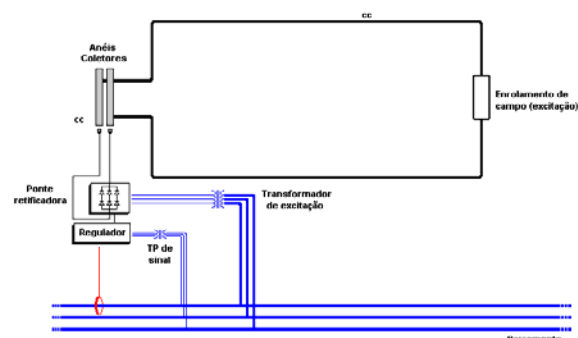 cc
Anéis
Coletores
cc
Enrolamento de
campo (excitação)
Ponte
retificadora
Transformador
de excitação
Regulador
TP de
sinal